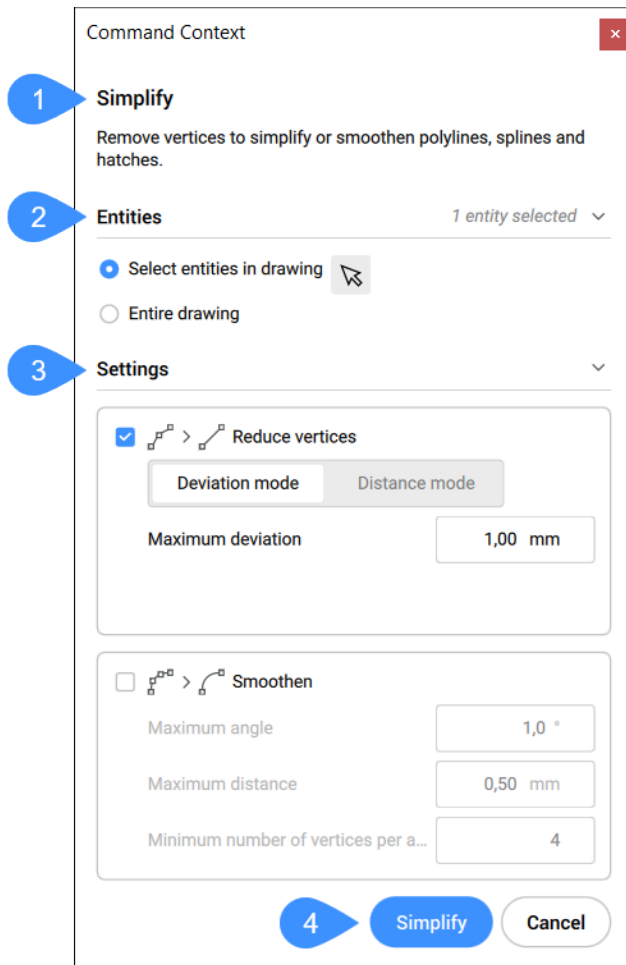 Command Context
1
Simplify
Remove vertices to simplify or smoothen polylines, splines and
hatches.
2
Entities 1 entity selected
Select entities in drawing
Entire drawing
3
Settings
> Reduce vertices
Deviation mode Distance mode
Maximum deviation 1,00 mm
> Smoothen
Maximum angle 1,0 °
Maximum distance 0,50 mm
Minimum number of vertices per a... 4
4
Simplify Cancel